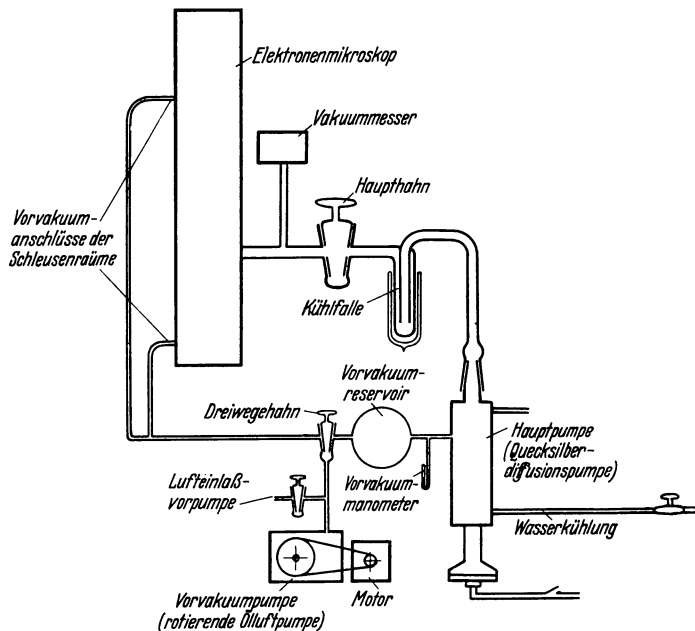 Elektronenmikroskop
Vakuummesser
Haupthahn
Vorvakuum-
anschlüsse der
Schleusenräume
Kühlfalle
Vorvakuum-
reservoir
Dreiwegehahn
Hauptpumpe
(Quecksilber-
diffusionspumpe)
Lufteinlaß-
vorpumpe
Vorvakuum-
manometer
Wasserkühlung
Vorvakuumpumpe
(rotierende Ölluftpumpe)
Motor